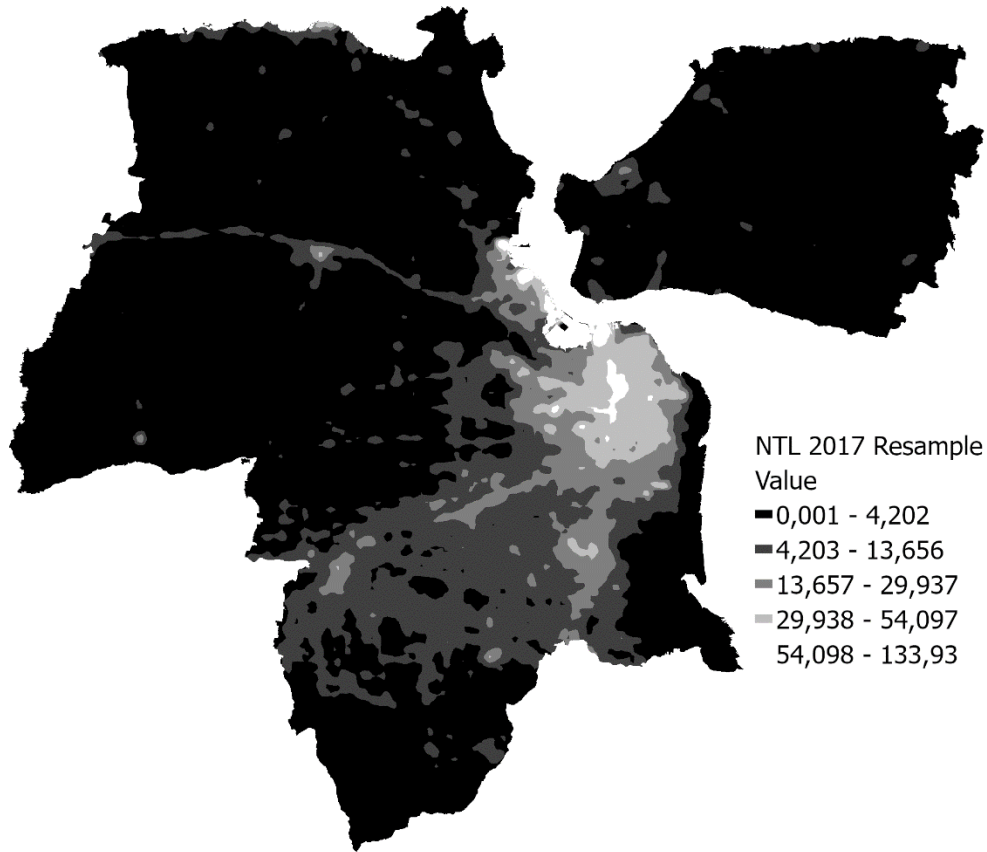 NTL 2017 Resample
Value
0,001 - 4,202
4,203 - 13,656
13,657 - 29,937
29,938 - 54,097
54,098 - 133,93